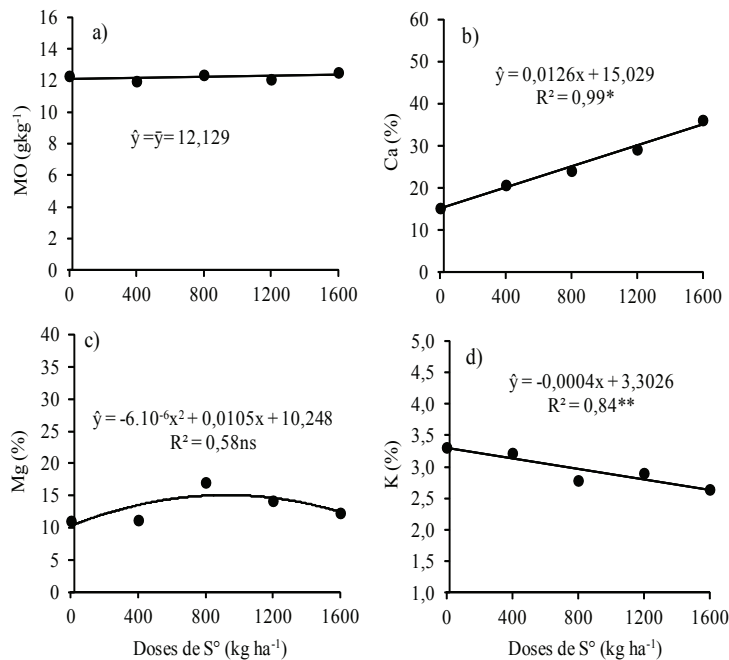 a)
MO (gkg⁻¹)
16
14
12
10
8
6
4
2
0
ŷ = ȳ = 12,129
0 400 800 1200 1600
b)
Ca (%)
60
50
40
30
20
10
0
ŷ = 0,0126x + 15,029
R² = 0,99*
0 400 800 1200 1600
c)
Mg (%)
40
35
30
25
20
15
10
5
0
ŷ = -6.10⁻⁶x² + 0,0105x + 10,248
R² = 0,58ns
0 400 800 1200 1600
Doses de S° (kg ha⁻¹)
d)
K (%)
5,0
4,5
4,0
3,5
3,0
2,5
2,0
1,5
1,0
ŷ = -0,0004x + 3,3026
R² = 0,84**
0 400 800 1200 1600
Doses de S° (kg ha⁻¹)